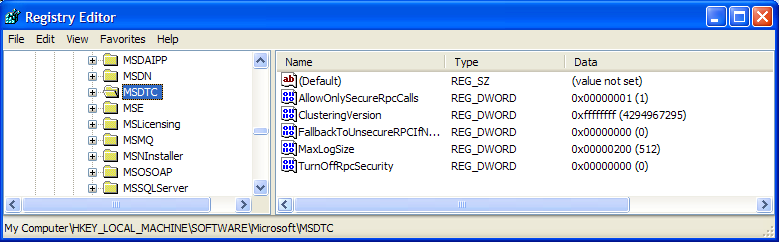 Registry Editor
File Edit View Favorites Help
MSDAIPP
MSDN
MSDTC
MSE
MSLicensing
MSMQ
MSNInstaller
MSOSOAP
MSSQLServer
Name Type Data
ab (Default) REG_SZ (value not set)
AllowOnlySecureRpcCalls REG_DWORD 0x00000001 (1)
ClusteringVersion REG_DWORD 0xffffffff (4294967295)
FallbackToUnsecureRPCIfN... REG_DWORD 0x00000000 (0)
MaxLogSize REG_DWORD 0x00000200 (512)
TurnOffRpcSecurity REG_DWORD 0x00000000 (0)
My Computer\HKEY_LOCAL_MACHINE\SOFTWARE\Microsoft\MSDTC